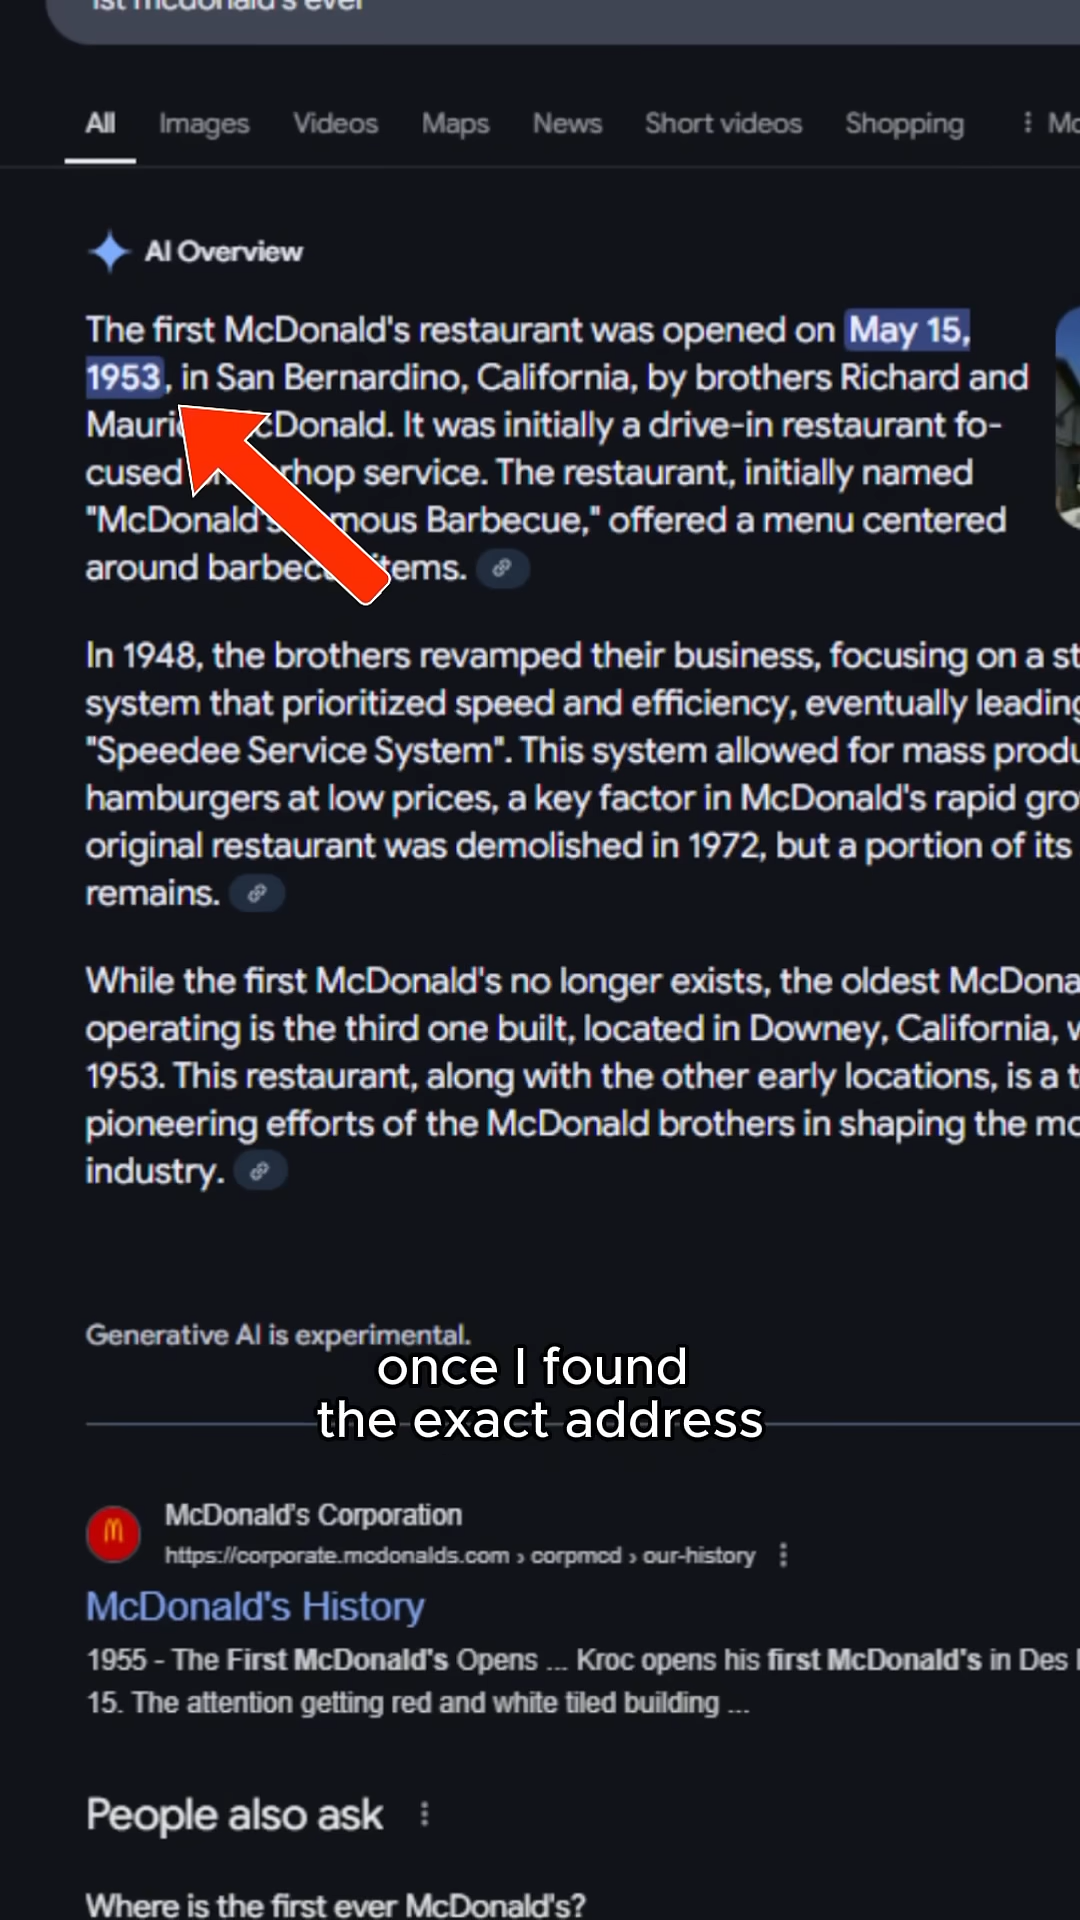 1st mcdonald's ever
All Images Videos Maps News Short videos Shopping
AI Overview
The first McDonald's restaurant was opened on May 15,
1953, in San Bernardino, California, by brothers Richard and
McDonald. It was initially a drive-in restaurant fo-
cused service. The restaurant, initially named
"McDonald's Famous Barbecue," offered a menu centered
around barbecue items.
In 1948, the brothers revamped their business, focusing on a
system that prioritized speed and efficiency, eventually leading
"Speedee Service System". This system allowed for mass
hamburgers at low prices, a key factor in McDonald's rapid
original restaurant was demolished in 1972, but a portion of its
remains.
While the first McDonald's no longer exists, the oldest
operating is the third one built, located in Downey, California,
1953. This restaurant, along with the other early locations, is a
pioneering efforts of the McDonald brothers in shaping the
industry.
Generative AI is experimental.
once I found
the exact address
McDonald's Corporation
https://corporate.mcdonalds.com › corpmcd › our-history
McDonald's History
1955 - The First McDonald's Opens ... Kroc opens his first McDonald's in Des
15. The attention getting red and white tiled building ...
People also ask
Where is the first ever McDonald's?